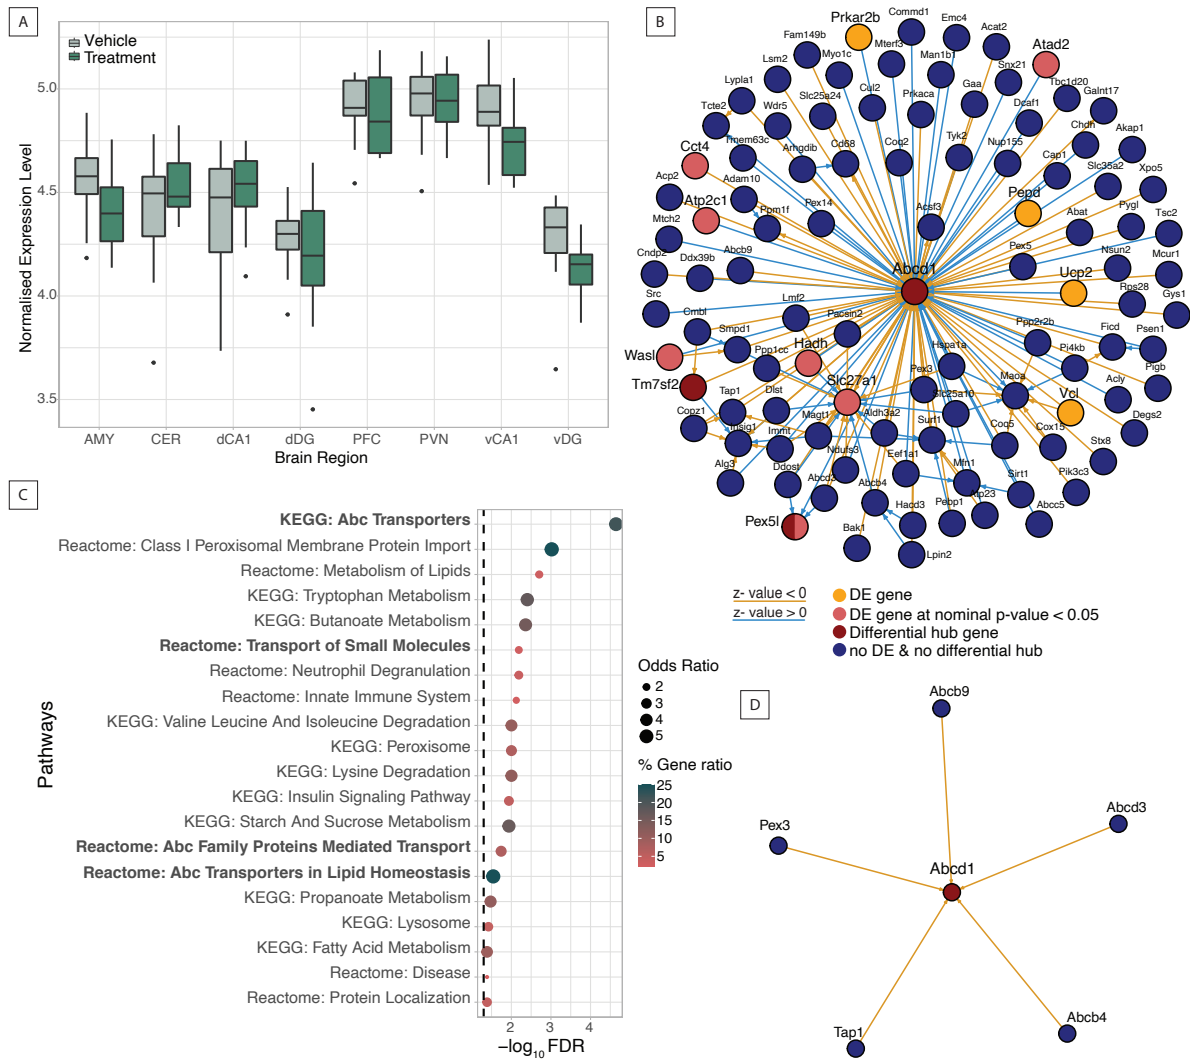 A
Vehicle
Treatment
Normalised Expression Level
5.0
4.5
4.0
3.5
AMY CER dCA1 dDG PFC PVN vCA1 vDG
Brain Region
B
Prkar2b
Commd1
Emc4
Acat2
Fam149b
Mterf3
Man1b1
Atad2
Lsm2
Myo1c
Snx21
Lypla1
Slc25a24
Cul2
Prkaca
Gaa
Tbc1d20
Galnt17
Tcte2
Wdr5
Dcaf1
Tmem63c
Arhgdib
Cd68
Coq2
Tyk2
Nup155
Chdh
Akap1
Cct4
Cap1
Slc35a2
Xpo5
Acp2
Adam10
Atp2c1
Ppm1f
Pex14
Acsf3
Pepd
Abat
Pygl
Tsc2
Mtch2
Cndp2
Ddx39b
Abcb9
Abcd1
Pex5
Nsun2
Mcur1
Ucp2
Rps28
Gys1
Src
Cmbl
Lmf2
Pacsin2
Smpd1
Ppp2r2b
Ficd
Psen1
Wasl
Ppp1cc
Hadh
Hspa1a
Pi4kb
Tm7sf2
Slc27a1
Pex3
Maoa
Pigb
Tap1
Dlst
Slc25a10
Vcl
Acly
Copz1
Insig1
Immt
Magt1
Aldh3a2
Surf1
Coq5
Cox15
Degs2
Stx8
Alg3
Ddost
Ndufs3
Eef1a1
Mfn1
Sirt1
Pik3c3
Abcd3
Abcb4
Atp23
Pex5l
Hacd3
Pebp1
Abcc5
Bak1
Lpin2
z- value < 0
z- value > 0
DE gene
DE gene at nominal p-value < 0.05
Differential hub gene
no DE & no differential hub
C
Pathways
KEGG: Abc Transporters
Reactome: Class I Peroxisomal Membrane Protein Import
Reactome: Metabolism of Lipids
KEGG: Tryptophan Metabolism
KEGG: Butanoate Metabolism
Reactome: Transport of Small Molecules
Reactome: Neutrophil Degranulation
Reactome: Innate Immune System
KEGG: Valine Leucine And Isoleucine Degradation
KEGG: Peroxisome
KEGG: Lysine Degradation
KEGG: Insulin Signaling Pathway
KEGG: Starch And Sucrose Metabolism
Reactome: Abc Family Proteins Mediated Transport
Reactome: Abc Transporters in Lipid Homeostasis
KEGG: Propanoate Metabolism
KEGG: Lysosome
KEGG: Fatty Acid Metabolism
Reactome: Disease
Reactome: Protein Localization
2 3 4
−log10 FDR
Odds Ratio
2
3
4
5
% Gene ratio
25
20
15
10
5
D
Abcb9
Abcd3
Pex3
Abcd1
Tap1
Abcb4